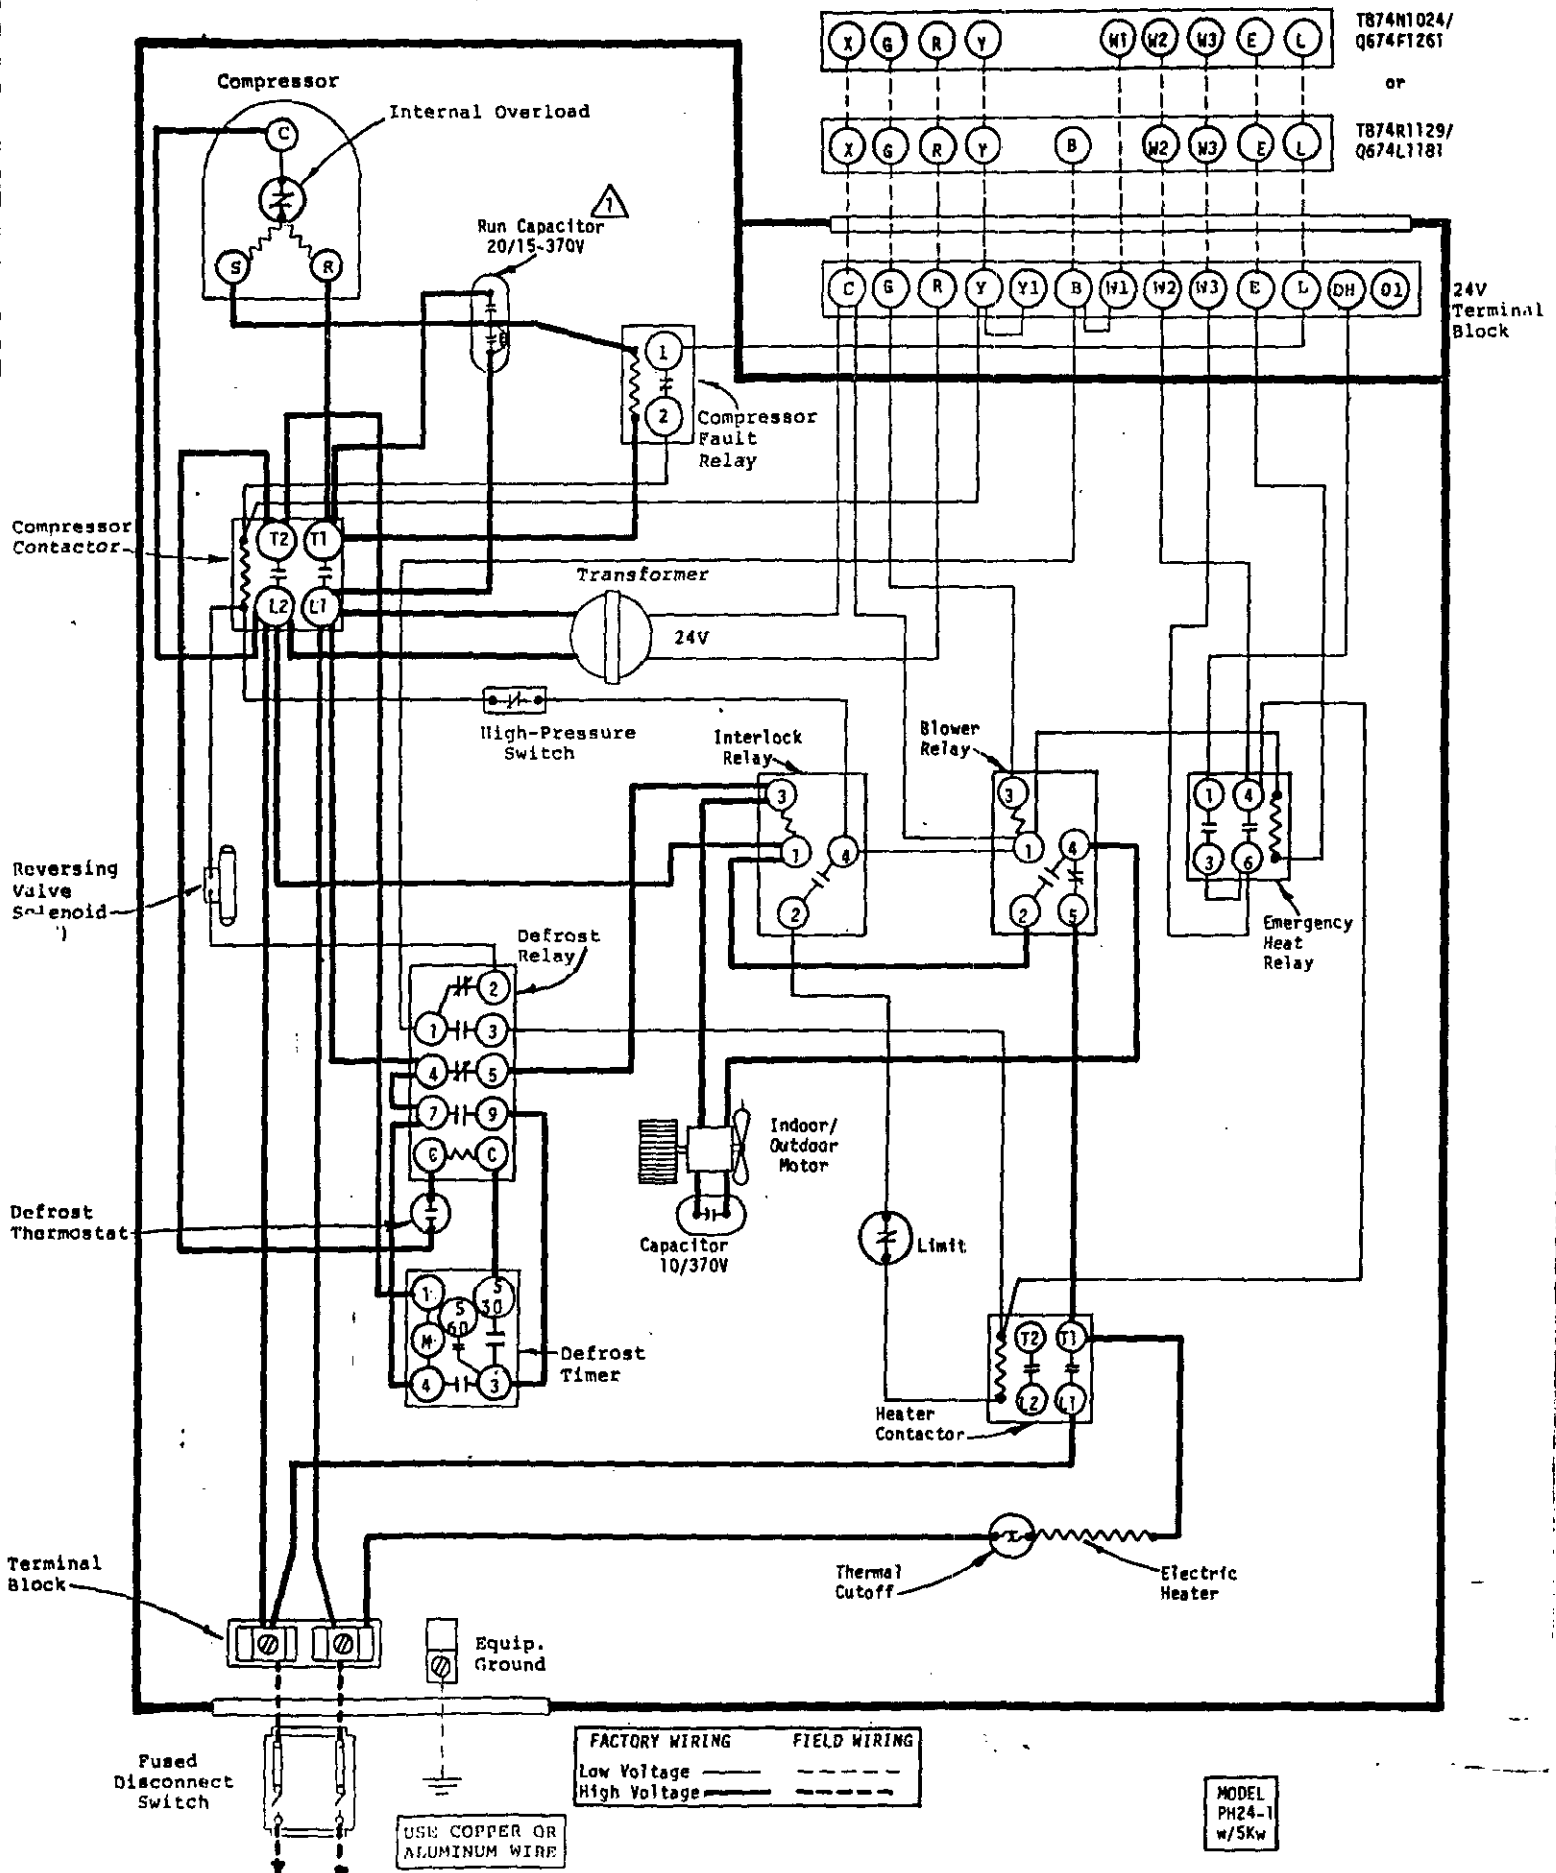 T874N1024/
Q674F1261
X G R Y W1 W2 W3 E L
or
T874R1129/
Q674L1181
X G R Y B W2 W3 E L
Compressor
Internal Overload
C
S R
1
Run Capacitor
20/15-370V
C G R Y Y1 B W1 W2 W3 E L DH 01
24V
Terminal
Block
1
2
Compressor
Fault
Relay
Compressor
Contactor
T2 T1
L2 L1
Transformer
24V
High-Pressure
Switch
Interlock
Relay
3
1 4
2
Blower
Relay
3
1 4
2 5
1 4
3 6
Emergency
Heat
Relay
Reversing
Valve
Solenoid
Defrost
Relay
2
1 3
4 5
7 9
6 C
Defrost
Thermostat
Indoor/
Outdoor
Motor
Capacitor
10/370V
Limit
1 S 60 S 30
M
4 3
Defrost
Timer
T2 T1
L2 L1
Heater
Contactor
Thermal
Cutoff
Electric
Heater
Terminal
Block
Equip.
Ground
Fused
Disconnect
Switch
FACTORY WIRING FIELD WIRING
Low Voltage
High Voltage
USE COPPER OR
ALUMINUM WIRE
MODEL
PH24-1
w/5Kw